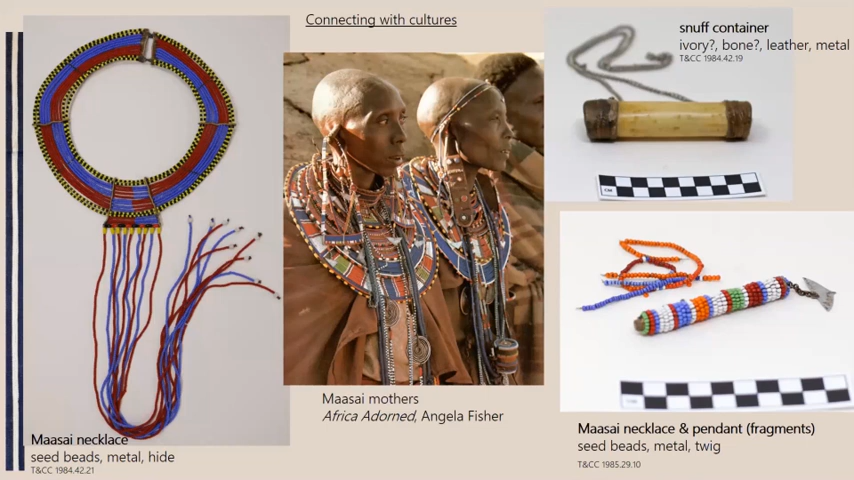 Connecting with cultures
snuff container
ivory?, bone?, leather, metal
T&CC 1984.42.19
Maasai mothers
Africa Adorned, Angela Fisher
Maasai necklace
seed beads, metal, hide
T&CC 1984.42.21
Maasai necklace & pendant (fragments)
seed beads, metal, twig
T&CC 1985.29.10
CM